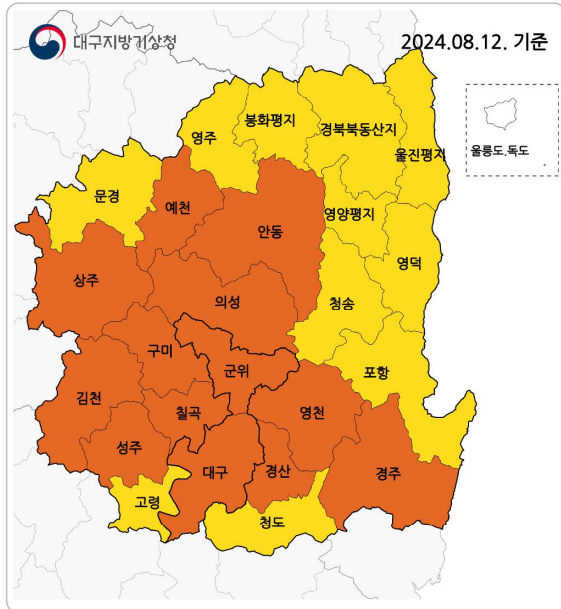 대구지방기상청
2024.08.12. 기준
영주
봉화평지
경북북동산지
울진평지
울릉도.독도
문경
예천
영양평지
안동
영덕
상주
의성
청송
구미
군위
포항
김천
칠곡
영천
성주
대구
경산
경주
고령
청도